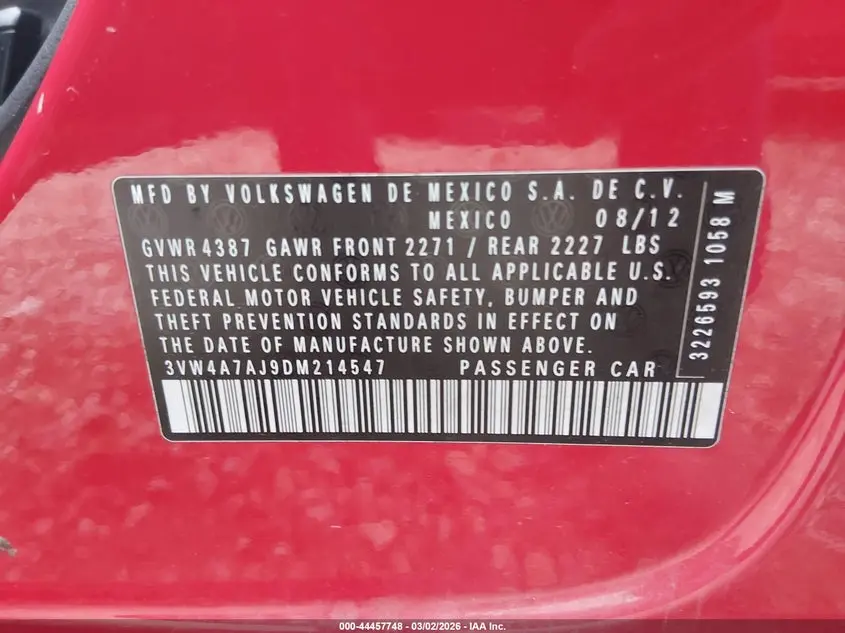 MFD BY VOLKSWAGEN DE MEXICO S.A. DE C.V.
MEXICO 08/12
GVWR 4387 GAWR FRONT 2271 / REAR 2227 LBS
THIS VEHICLE CONFORMS TO ALL APPLICABLE U.S.
FEDERAL MOTOR VEHICLE SAFETY, BUMPER AND
THEFT PREVENTION STANDARDS IN EFFECT ON
THE DATE OF MANUFACTURE SHOWN ABOVE.
3VW4A7AJ9DM214547 PASSENGER CAR
3226593 1058 M
000-44457748 - 03/02/2026 - IAA Inc.